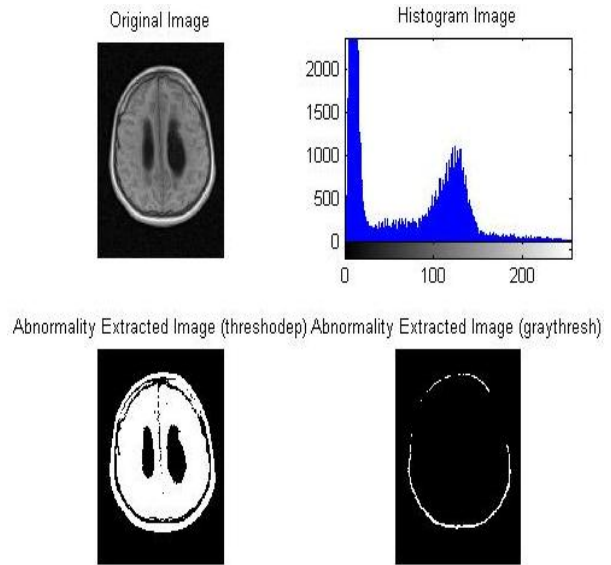 Original Image
Histogram Image
2000
1500
1000
500
0
0 100 200
Abnormality Extracted Image (threshodep)
Abnormality Extracted Image (graythresh)